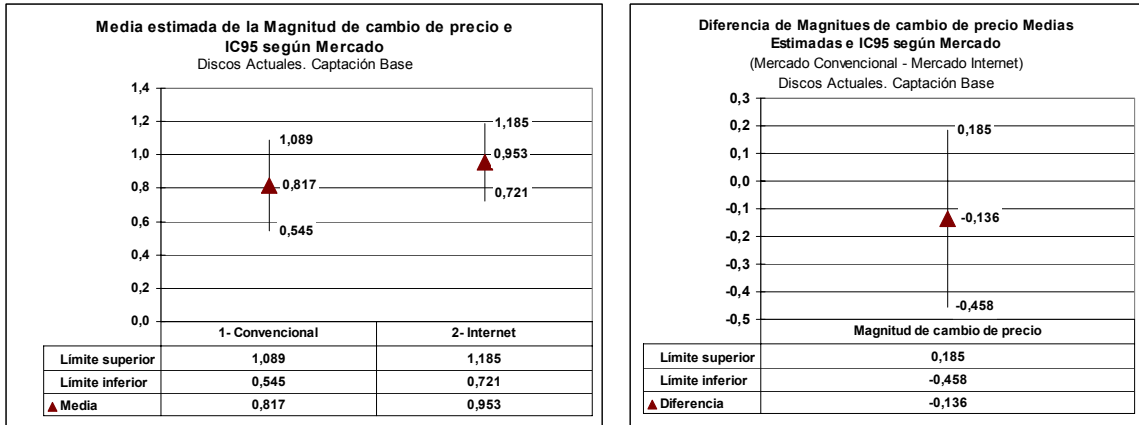 Media estimada de la Magnitud de cambio de precio e
IC95 según Mercado
Discos Actuales. Captación Base
1,4
1,2
1,0
0,8
0,6
0,4
0,2
0,0
1,089
0,817
0,545
1,185
0,953
0,721
1- Convencional 2- Internet
Límite superior 1,089 1,185
Límite inferior 0,545 0,721
Media 0,817 0,953
Diferencia de Magnitues de cambio de precio Medias
Estimadas e IC95 según Mercado
(Mercado Convencional - Mercado Internet)
Discos Actuales. Captación Base
0,3
0,2
0,1
0,0
-0,1
-0,2
-0,3
-0,4
-0,5
0,185
-0,136
-0,458
Magnitud de cambio de precio
Límite superior 0,185
Límite inferior -0,458
Diferencia -0,136